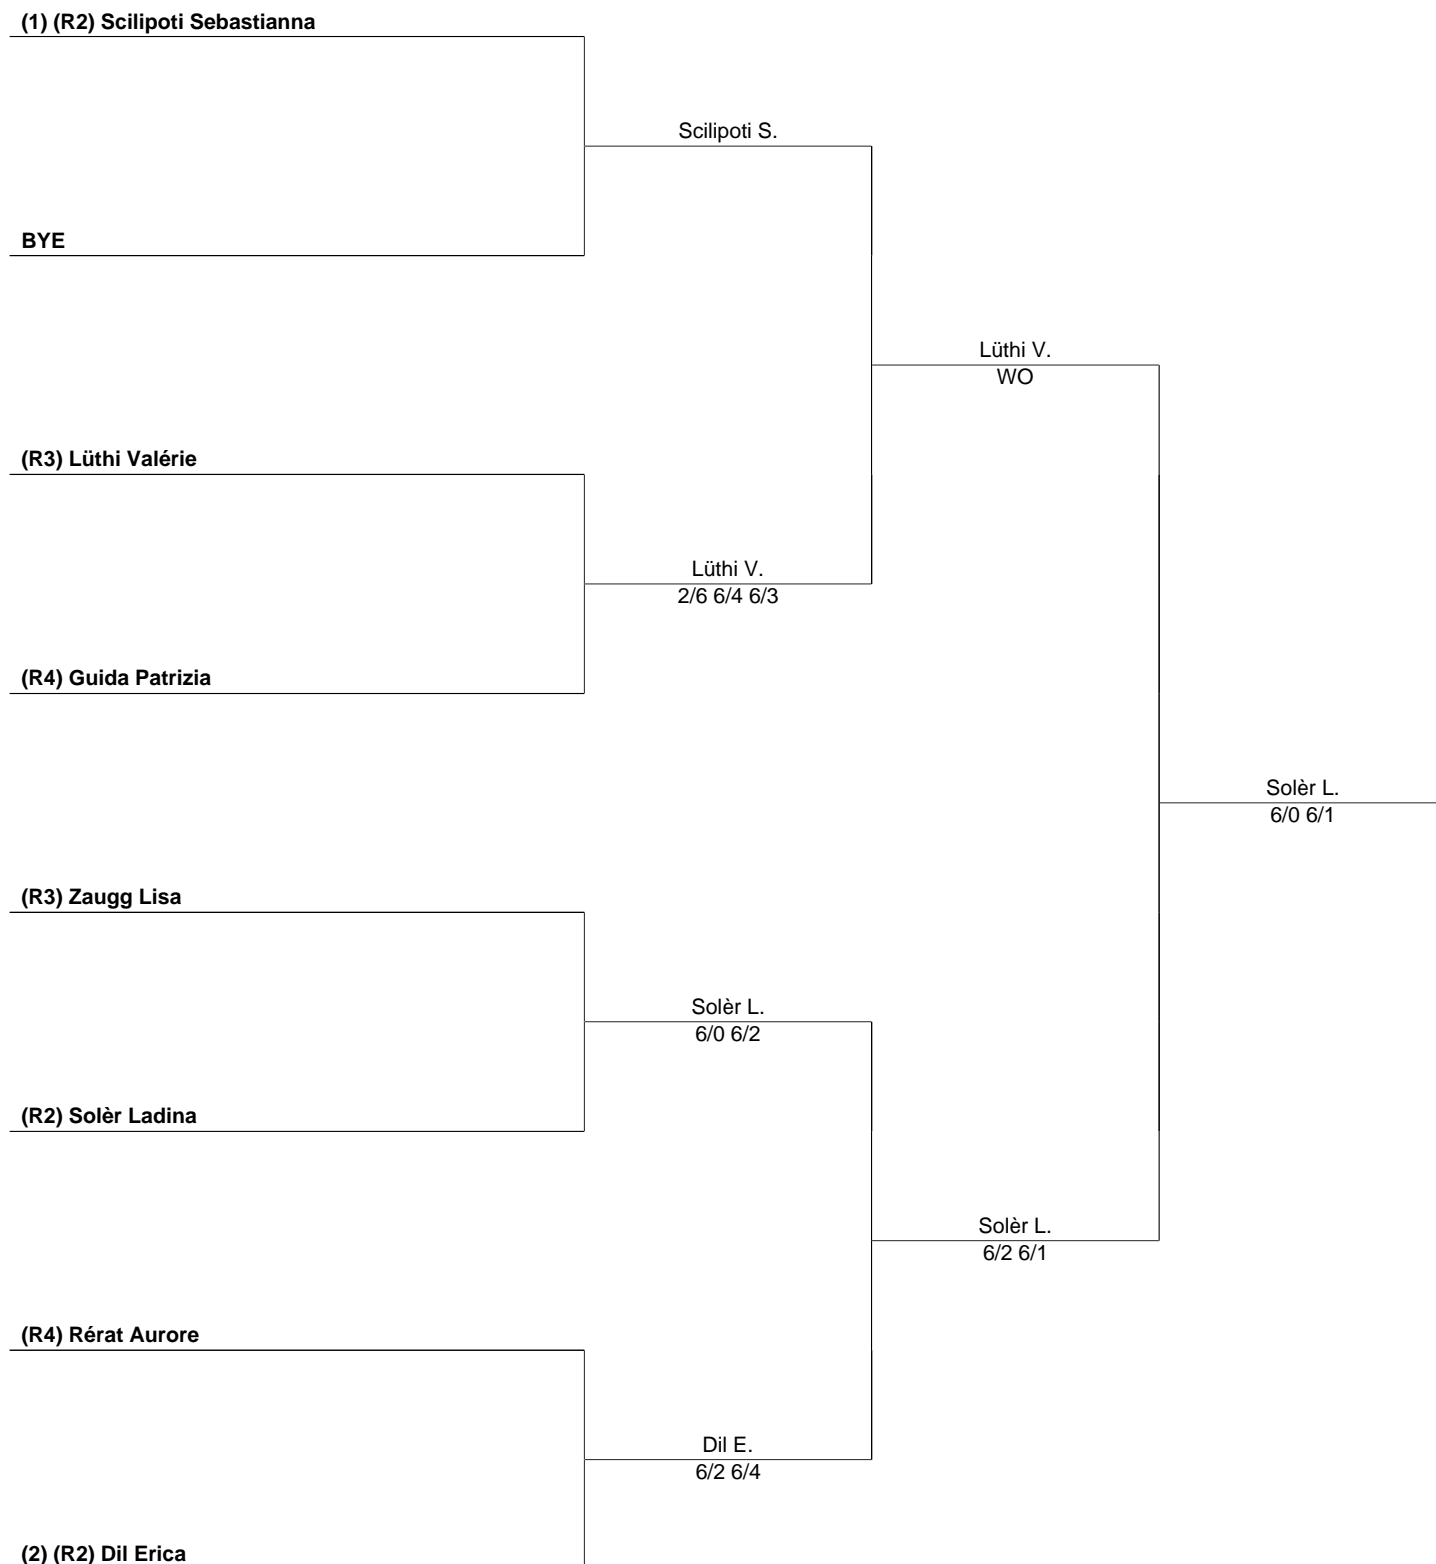 (1) (R2) Scilipoti Sebastianna
Scilipoti S.
BYE
Lüthi V.
WO
(R3) Lüthi Valérie
Lüthi V.
2/6 6/4 6/3
(R4) Guida Patrizia
Solèr L.
6/0 6/1
(R3) Zaugg Lisa
Solèr L.
6/0 6/2
(R2) Solèr Ladina
Solèr L.
6/2 6/1
(R4) Rérat Aurore
Dil E.
6/2 6/4
(2) (R2) Dil Erica